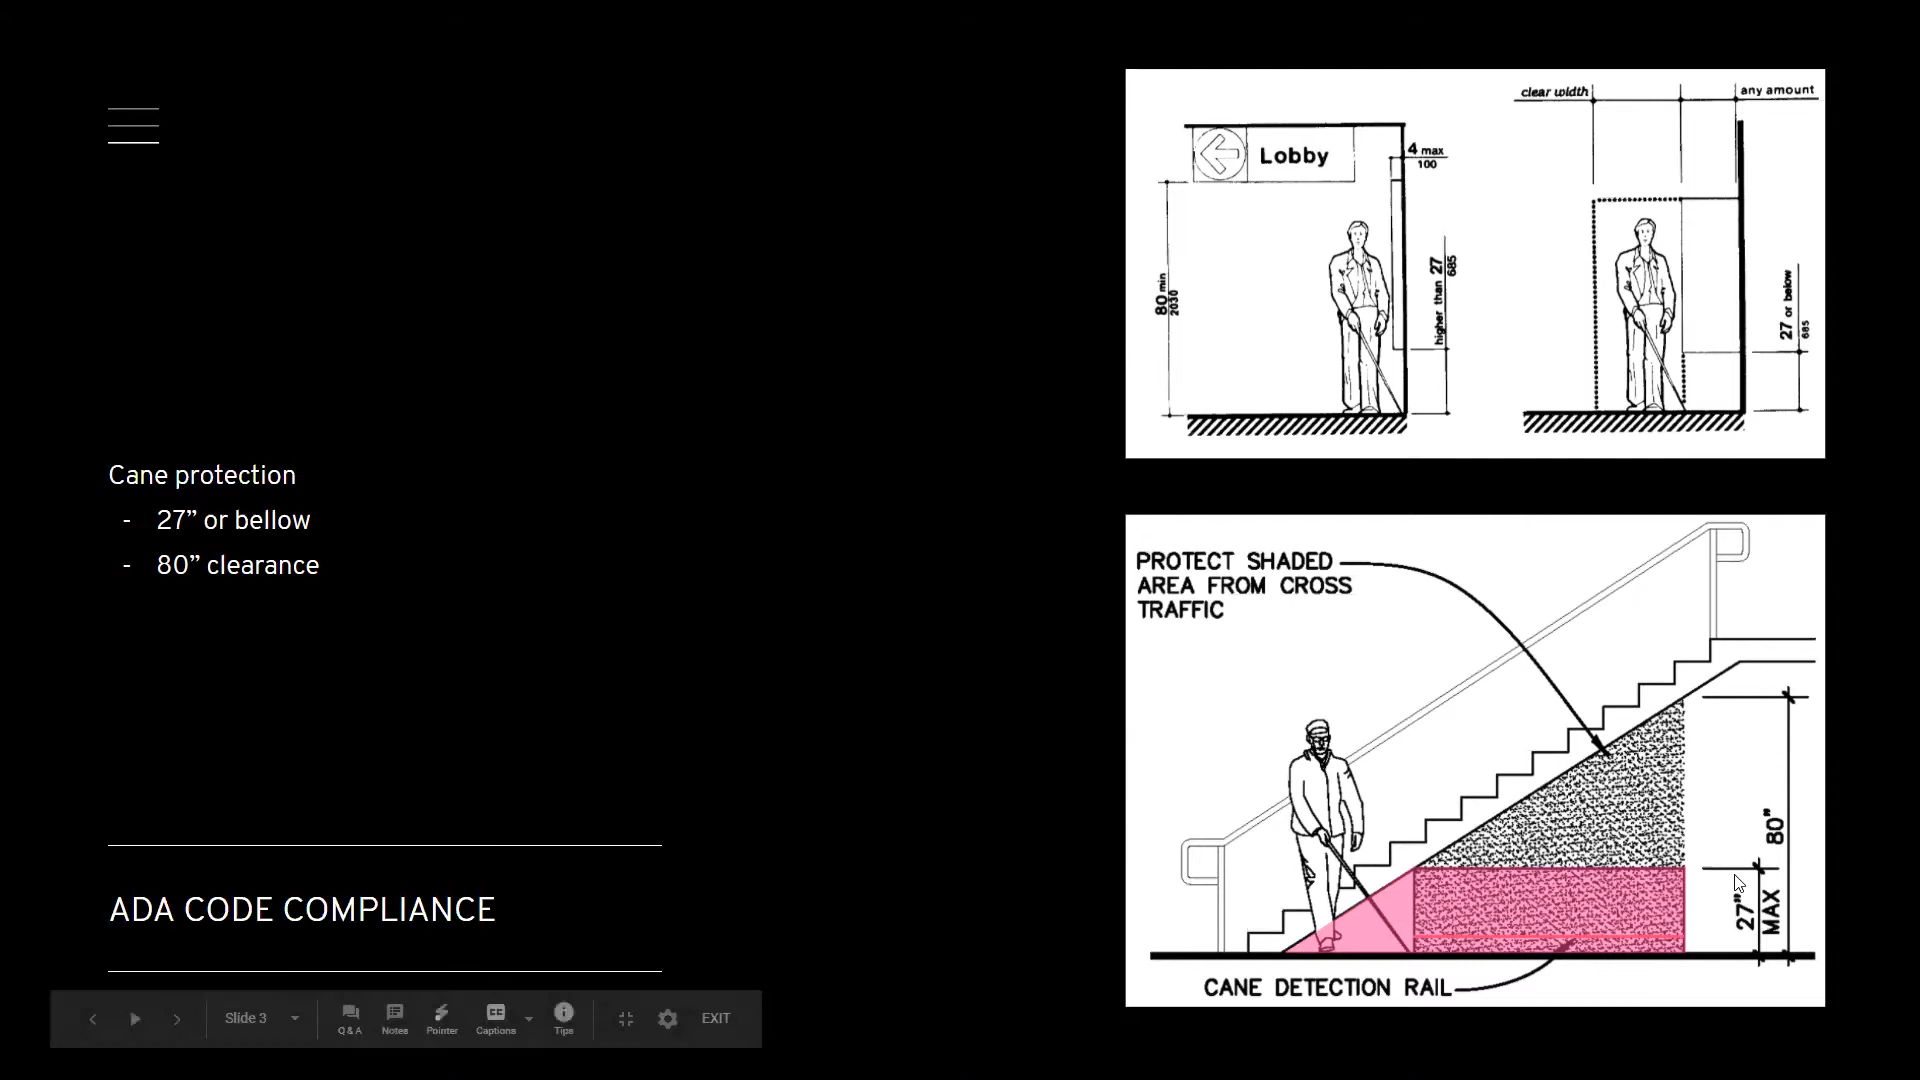 Cane protection
- 27” or bellow
- 80” clearance
ADA CODE COMPLIANCE
clear width
any amount
Lobby
4 max
100
80 min
2030
higher than 27
685
27 or below
685
PROTECT SHADED
AREA FROM CROSS
TRAFFIC
80"
27"
MAX
CANE DETECTION RAIL
Slide 3
Q & A
Notes
Pointer
Captions
Tips
EXIT